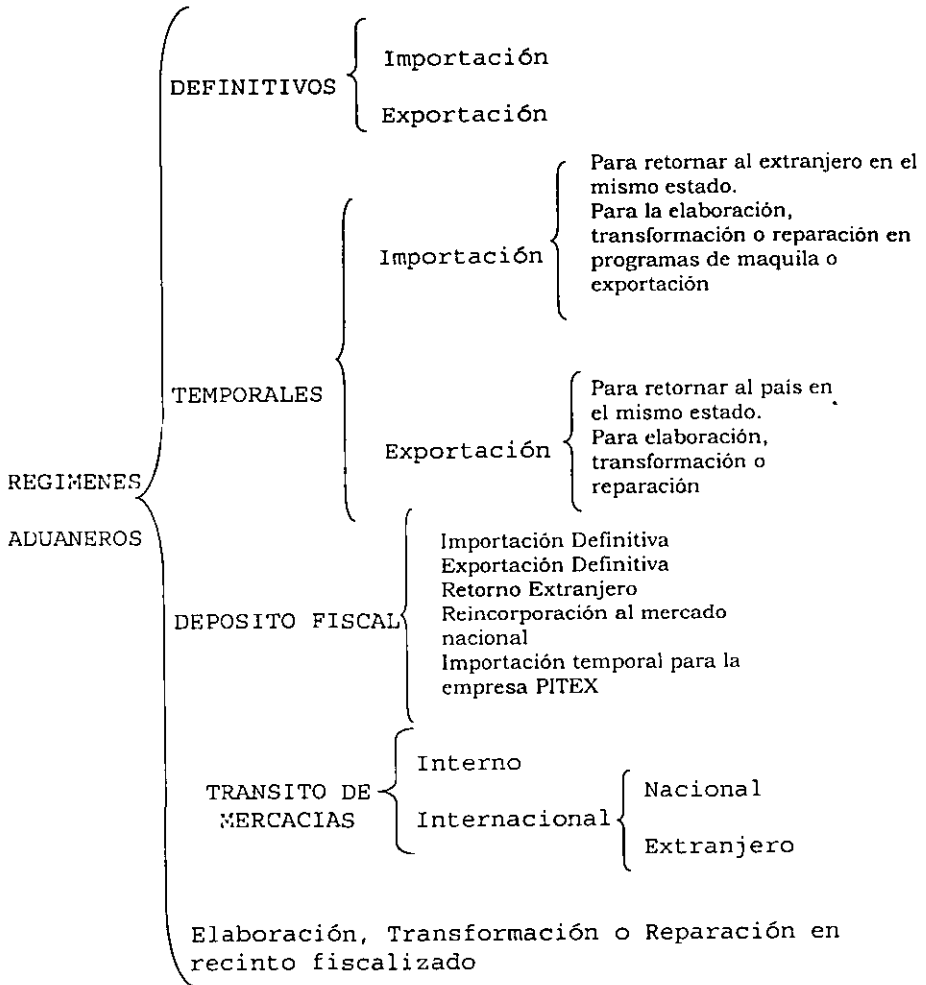 REGIMENES
ADUANEROS
DEFINITIVOS
Importación
Exportación
TEMPORALES
Importación
Para retornar al extranjero en el
mismo estado.
Para la elaboración,
transformación o reparación en
programas de maquila o
exportación
Exportación
Para retornar al país en
el mismo estado.
Para elaboración,
transformación o
reparación
DEPOSITO FISCAL
Importación Definitiva
Exportación Definitiva
Retorno Extranjero
Reincorporación al mercado
nacional
Importación temporal para la
empresa PITEX
TRANSITO DE
MERCACIAS
Interno
Internacional
Nacional
Extranjero
Elaboración, Transformación o Reparación en
recinto fiscalizado